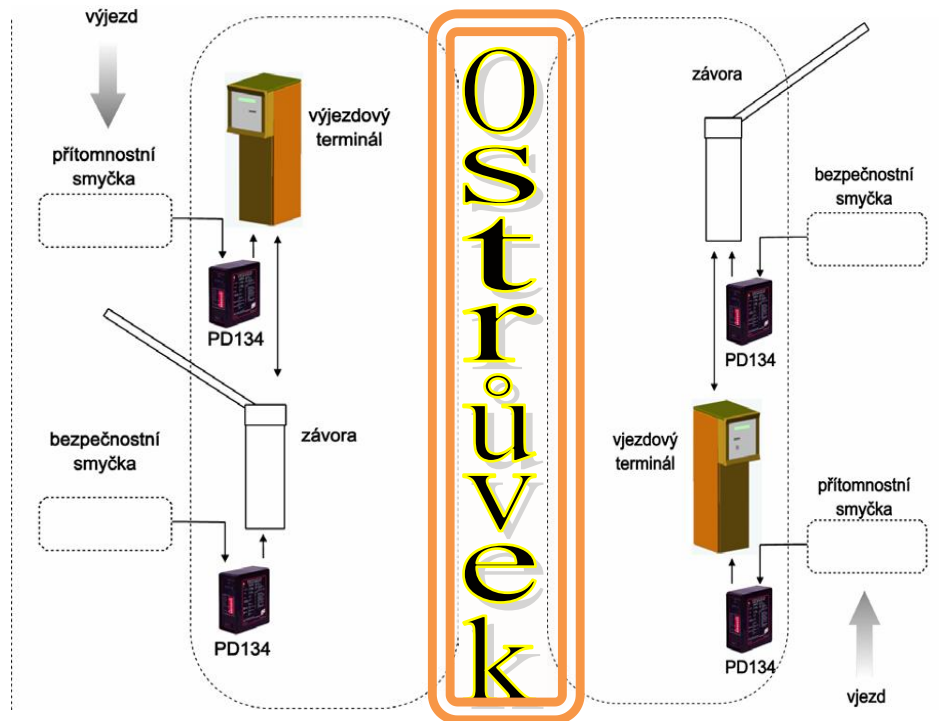 výjezd
výjezdový
terminál
přítomnostní
smyčka
PD134
bezpečnostní
smyčka
závora
PD134
Ostrůvek
závora
bezpečnostní
smyčka
PD134
vjezdový
terminál
přítomnostní
smyčka
PD134
vjezd